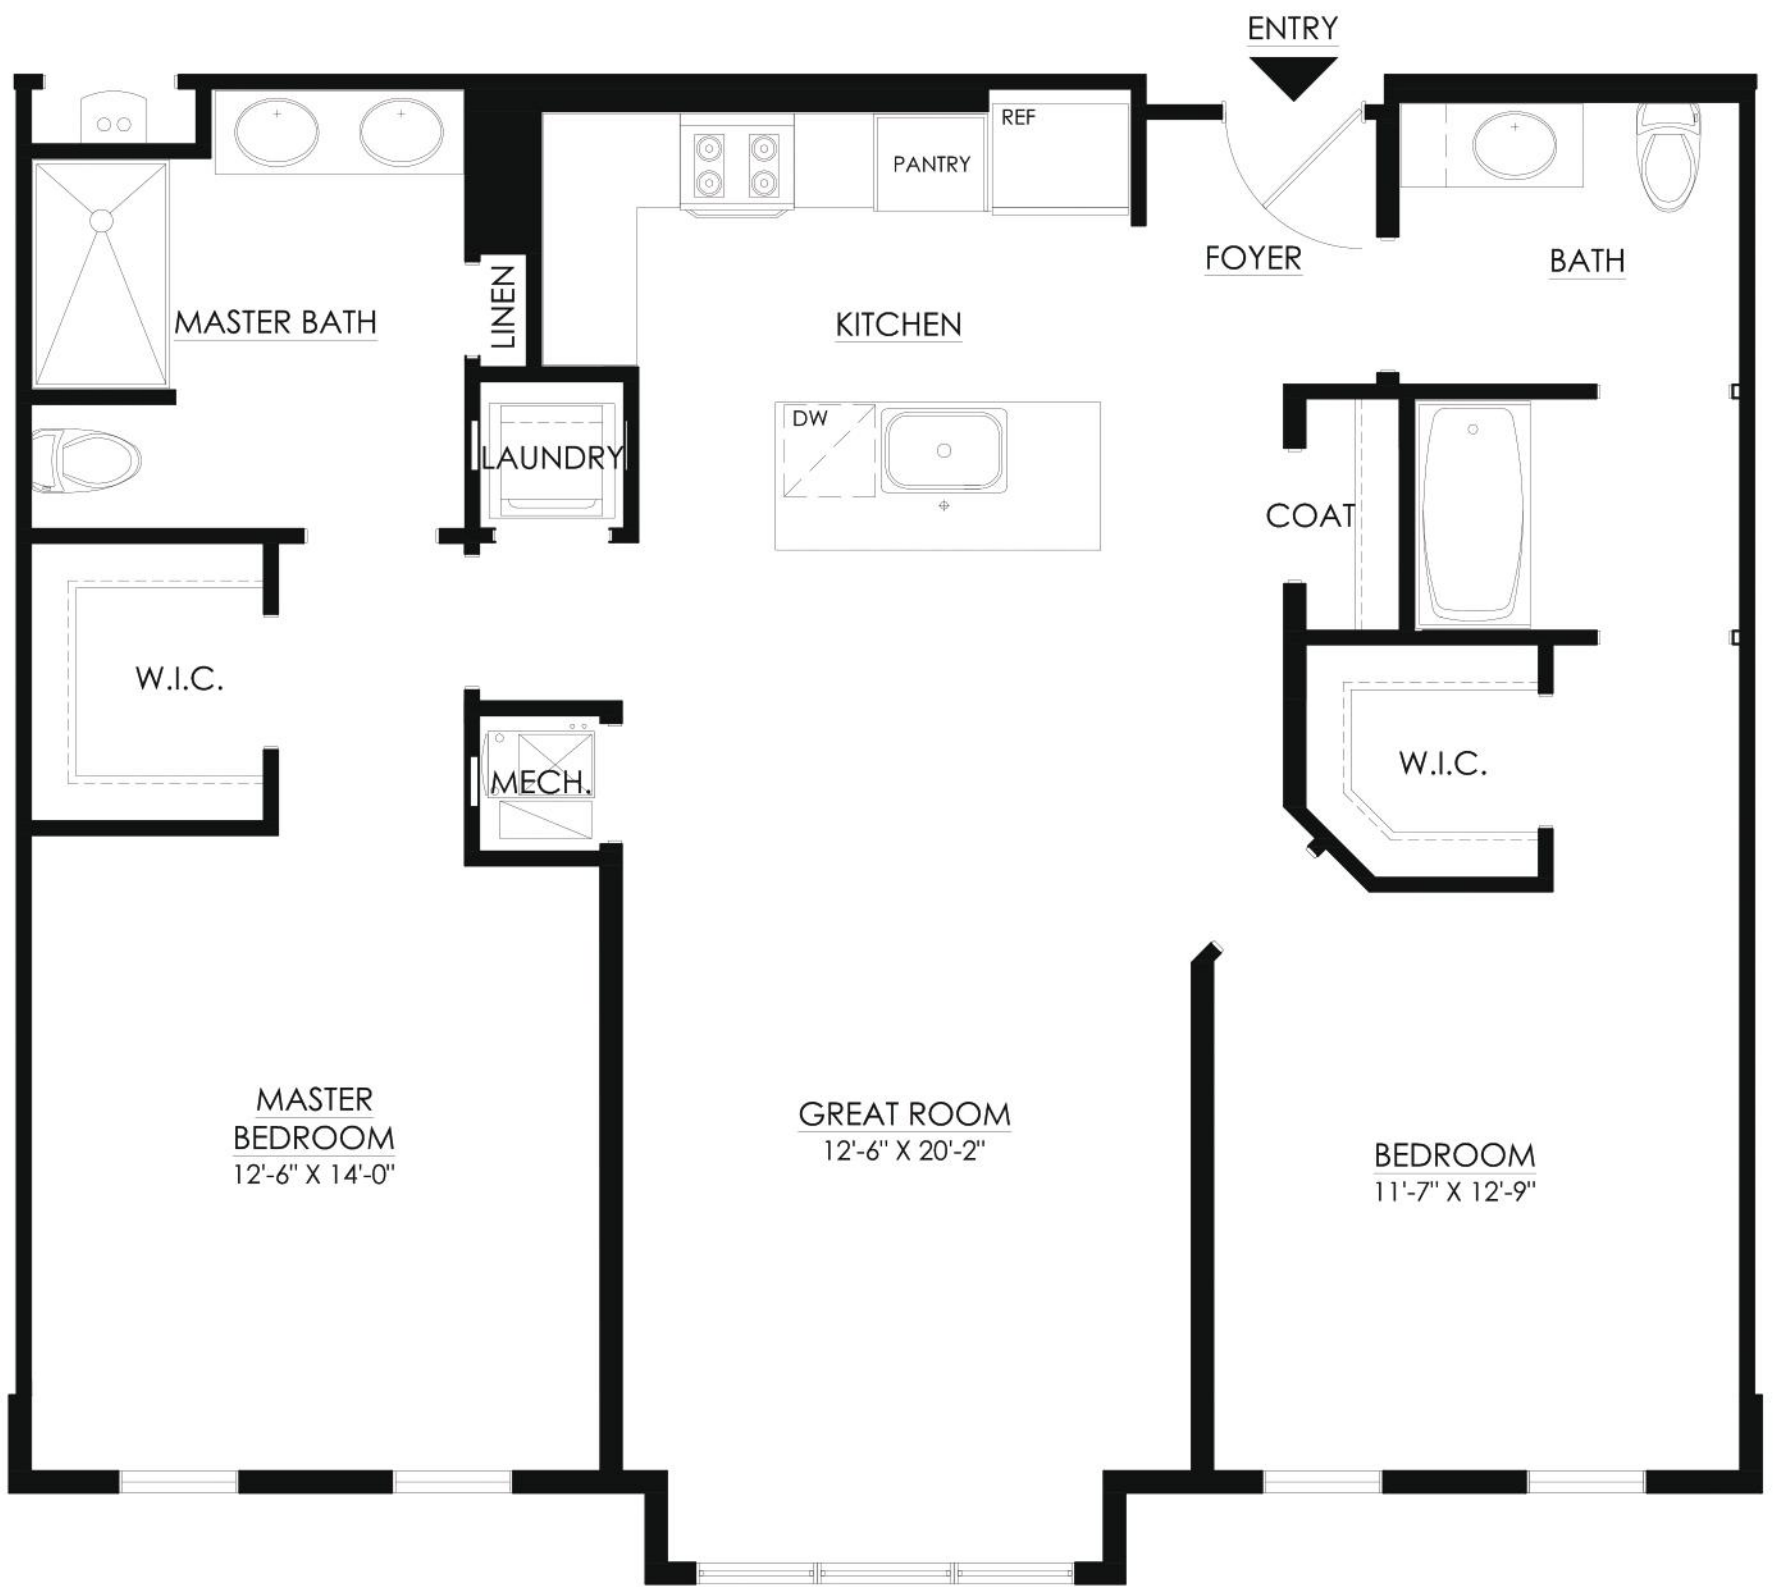 ENTRY
REF
PANTRY
FOYER
BATH
LINEN
MASTER BATH
KITCHEN
DW
LAUNDRY
COAT
W.I.C.
W.I.C.
MECH.
MASTER
BEDROOM
12'-6" X 14'-0"
GREAT ROOM
12'-6" X 20'-2"
BEDROOM
11'-7" X 12'-9"